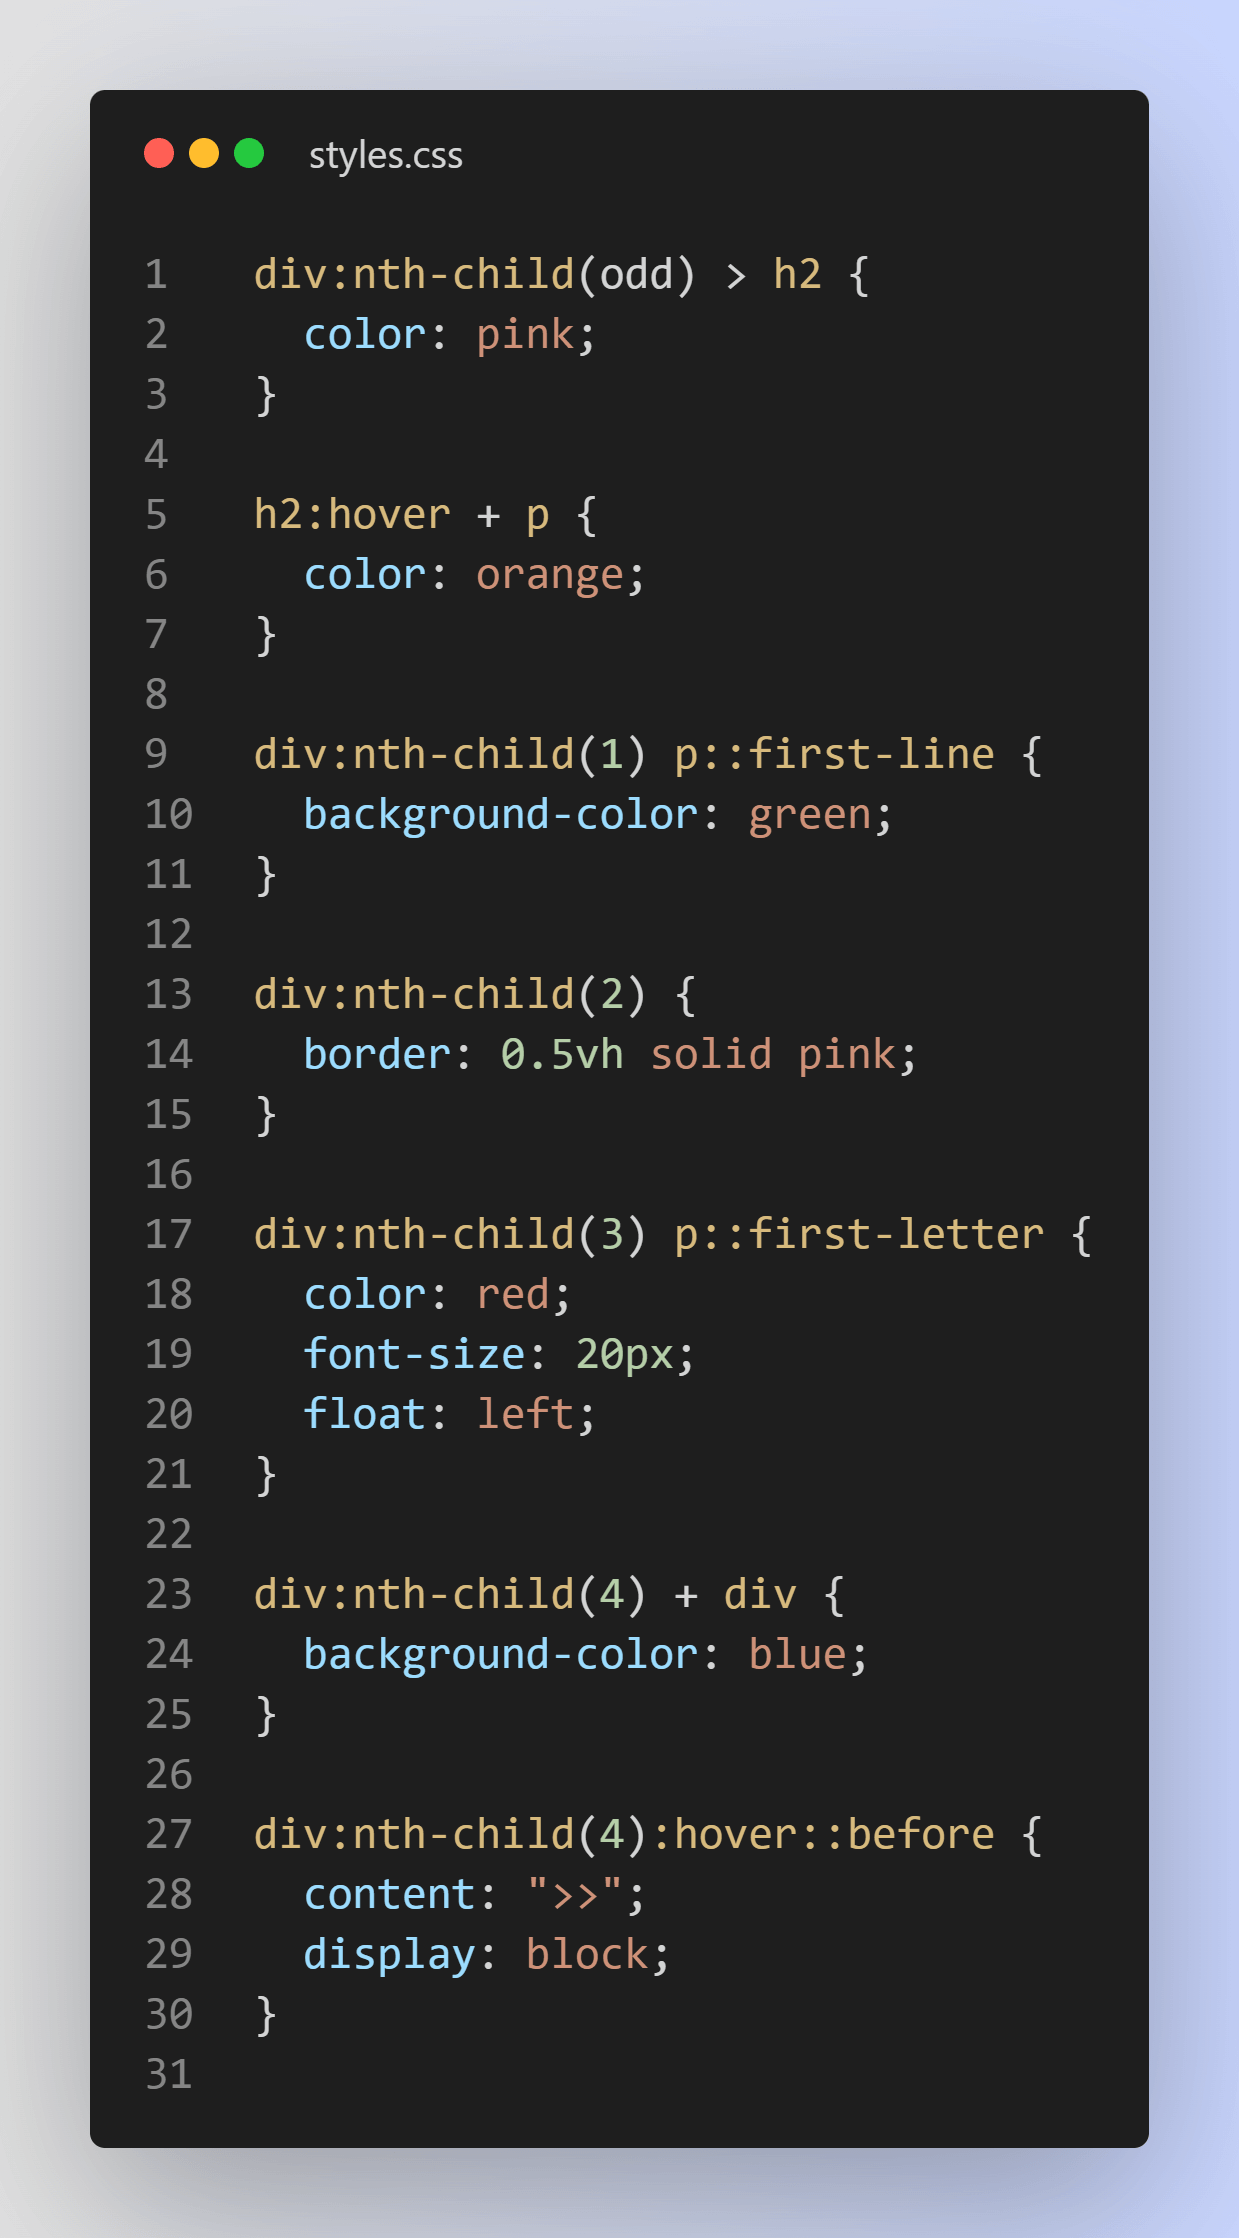 styles.css
1 div:nth-child(odd) > h2 {
2   color: pink;
3 }
4
5 h2:hover + p {
6   color: orange;
7 }
8
9 div:nth-child(1) p::first-line {
10   background-color: green;
11 }
12
13 div:nth-child(2) {
14   border: 0.5vh solid pink;
15 }
16
17 div:nth-child(3) p::first-letter {
18   color: red;
19   font-size: 20px;
20   float: left;
21 }
22
23 div:nth-child(4) + div {
24   background-color: blue;
25 }
26
27 div:nth-child(4):hover::before {
28   content: ">>";
29   display: block;
30 }
31